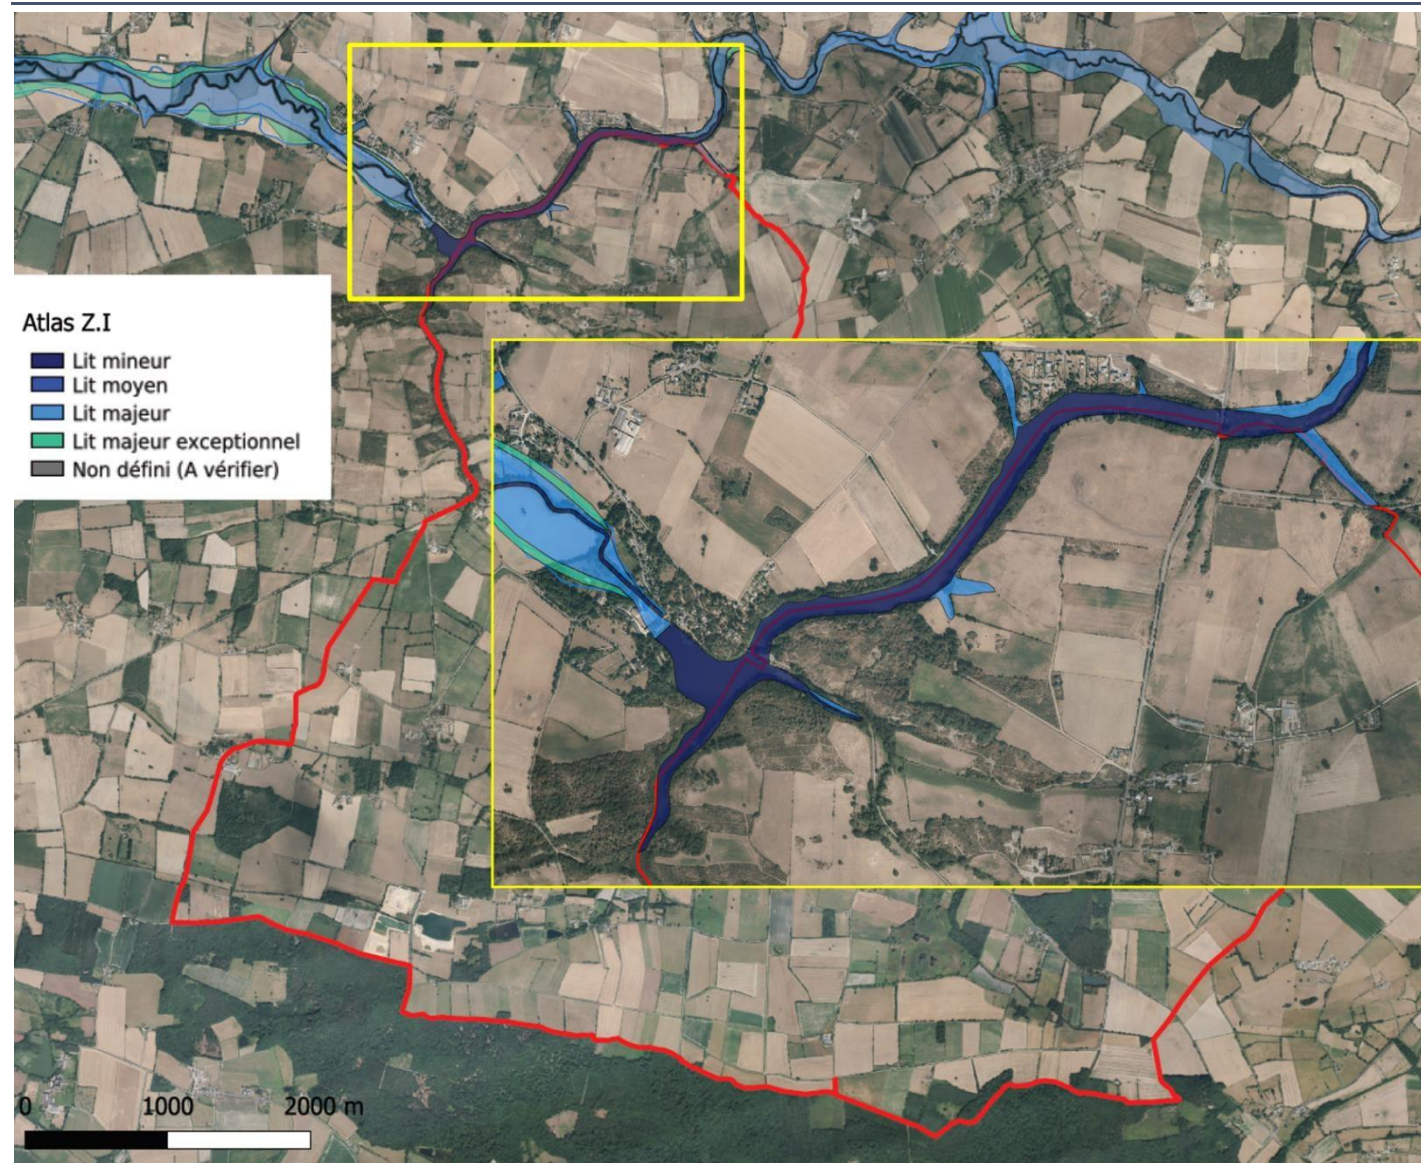 Atlas Z.I
Lit mineur
Lit moyen
Lit majeur
Lit majeur exceptionnel
Non défini (A vérifier)
0 1000 2000 m